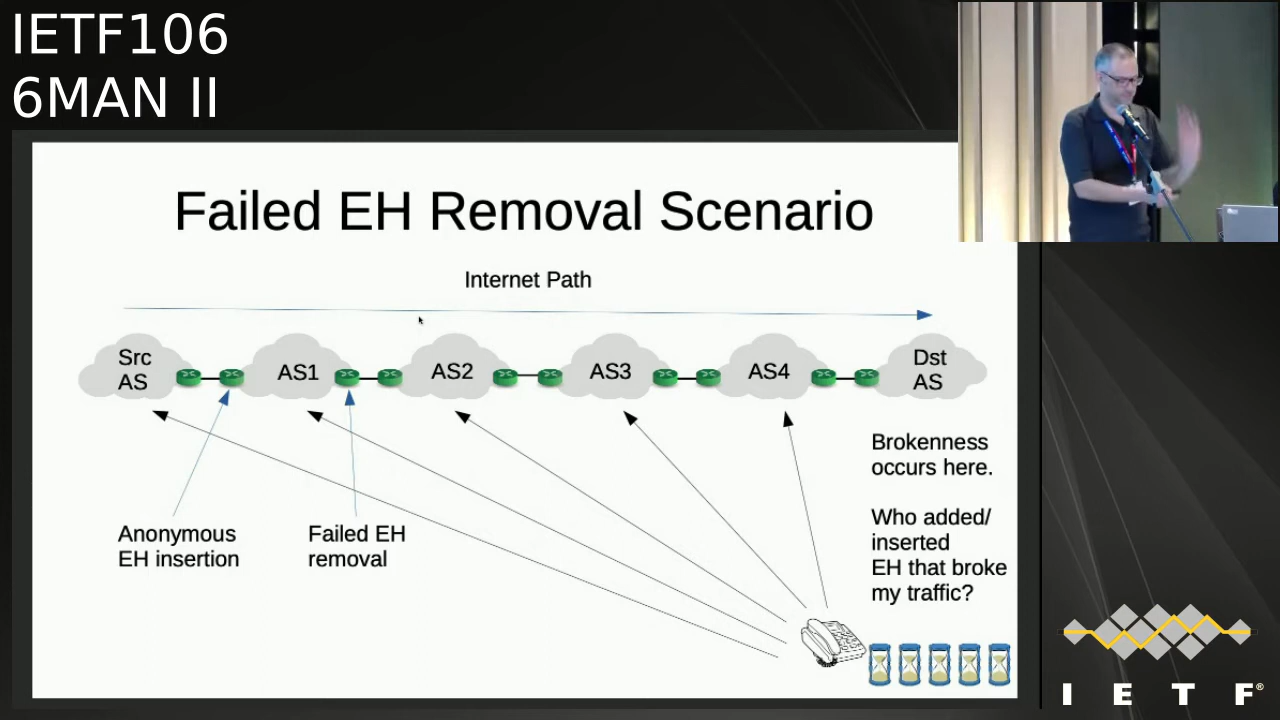 IETF106
6MAN II
Failed EH Removal Scenario
Internet Path
Src
AS
AS1
AS2
AS3
AS4
Dst
AS
Brokenness
occurs here.
Who added/
inserted
EH that broke
my traffic?
Anonymous
EH insertion
Failed EH
removal
I E T F®